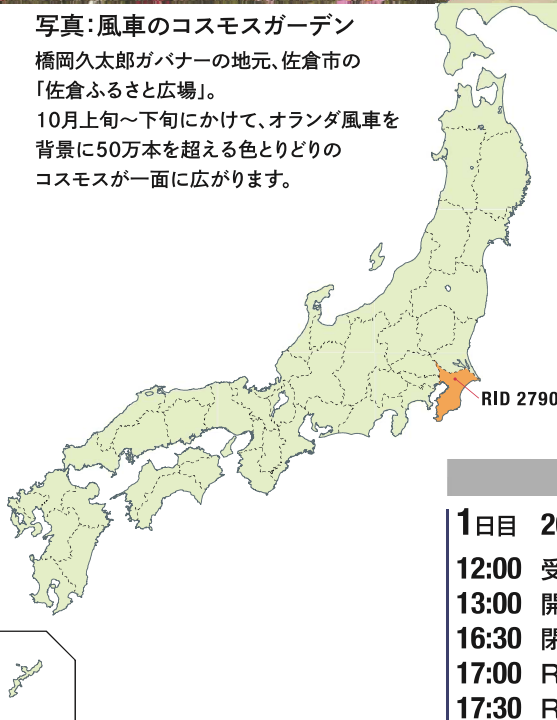 写真：風車のコスモスガーデン
橋岡久太郎ガバナーの地元、佐倉市の
「佐倉ふるさと広場」。
10月上旬～下旬にかけて、オランダ風車を
背景に50万本を超える色とりどりの
コスモスが一面に広がります。
RID 2790
1日目 2
12:00 受
13:00 開
16:30 閉
17:00 R
17:30 R